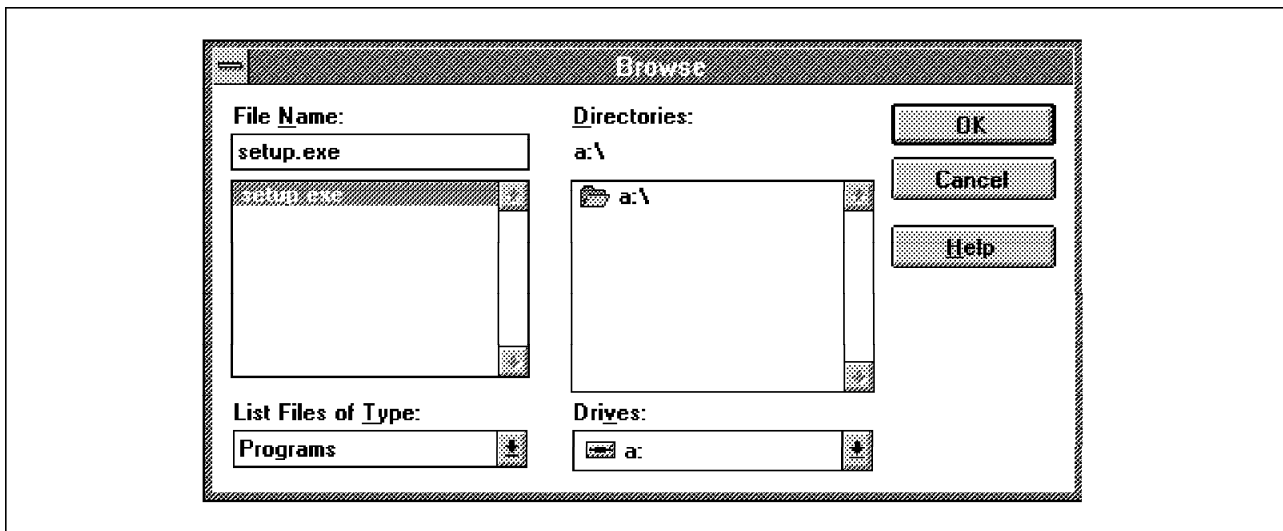 Browse
File Name:
setup.exe
setup.exe
List Files of Type:
Programs
Directories:
a:\
a:\
Drives:
a:
OK
Cancel
Help